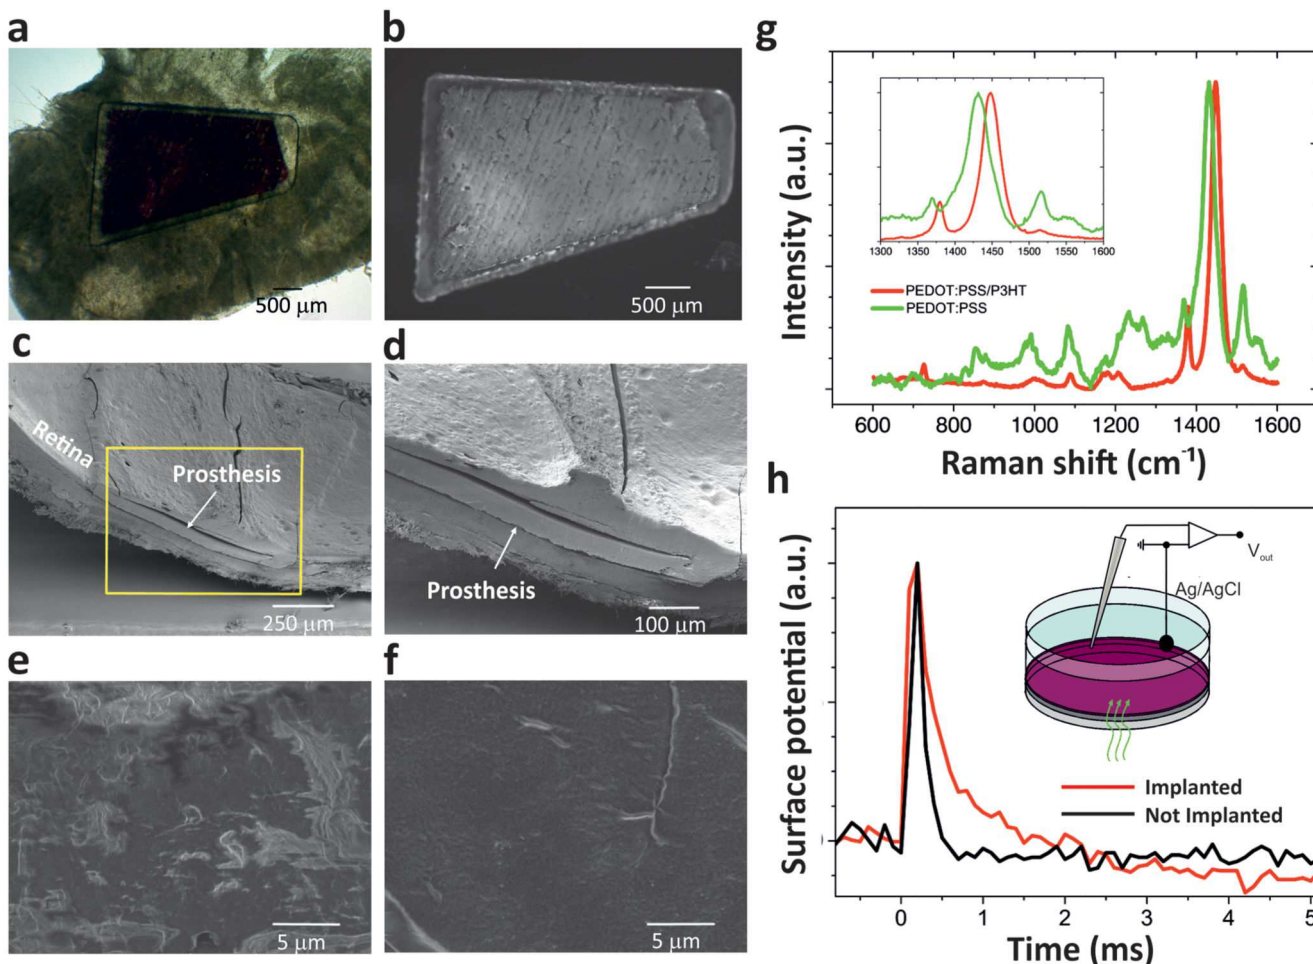 a
500 μm
b
500 μm
c
Retina
Prosthesis
250 μm
d
Prosthesis
100 μm
e
5 μm
f
5 μm
g
Intensity (a.u.)
1300 1350 1400 1450 1500 1550 1600
PEDOT:PSS/P3HT
PEDOT:PSS
600 800 1000 1200 1400 1600
Raman shift (cm⁻¹)
h
Surface potential (a.u.)
Vout
Ag/AgCl
Implanted
Not Implanted
0 1 2 3 4 5
Time (ms)